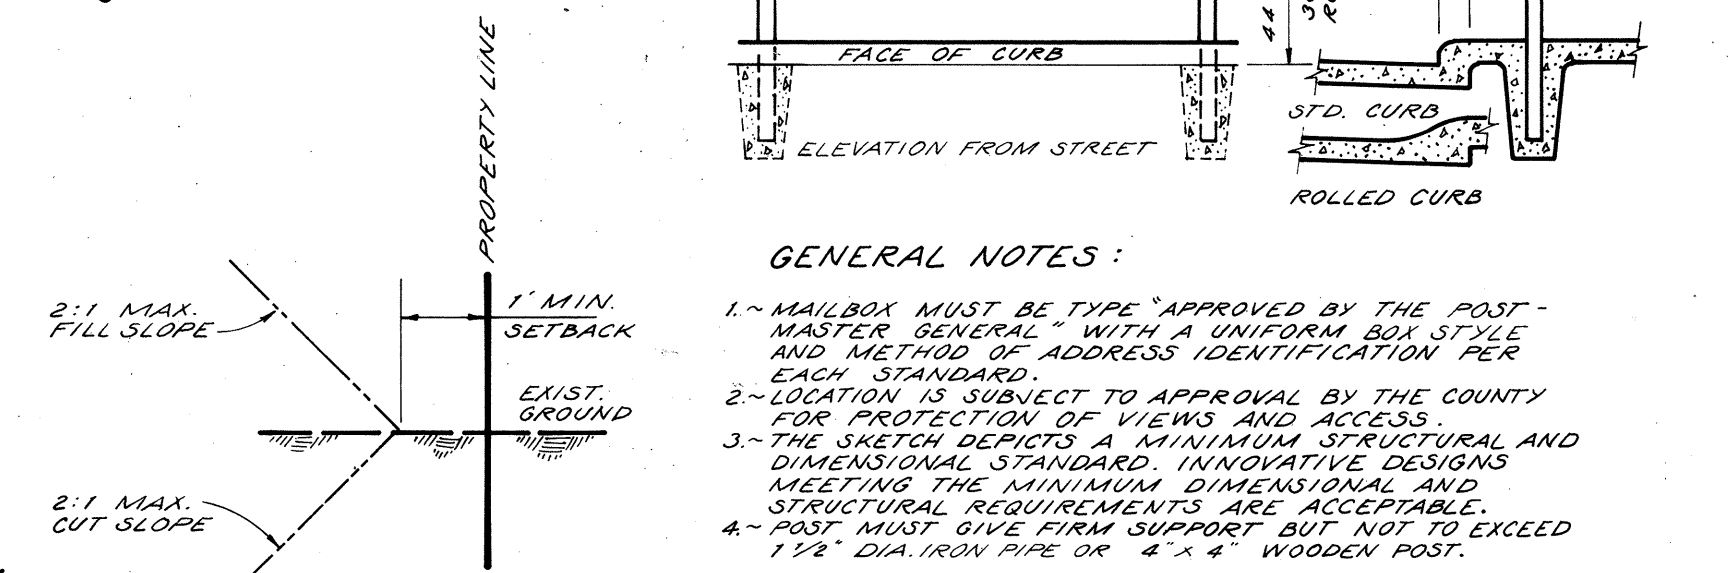 PROPERTY LINE
2:1 MAX.
FILL SLOPE
1' MIN.
SETBACK
EXIST.
GROUND
2:1 MAX.
CUT SLOPE
FACE OF CURB
ELEVATION FROM STREET
44
STD. CURB
ROLLED CURB
GENERAL NOTES :
1.~ MAILBOX MUST BE TYPE "APPROVED BY THE POST-
MASTER GENERAL" WITH A UNIFORM BOX STYLE
AND METHOD OF ADDRESS IDENTIFICATION PER
EACH STANDARD.
2.~ LOCATION IS SUBJECT TO APPROVAL BY THE COUNTY
FOR PROTECTION OF VIEWS AND ACCESS.
3.~ THE SKETCH DEPICTS A MINIMUM STRUCTURAL AND
DIMENSIONAL STANDARD. INNOVATIVE DESIGNS
MEETING THE MINIMUM DIMENSIONAL AND
STRUCTURAL REQUIREMENTS ARE ACCEPTABLE.
4.~ POST MUST GIVE FIRM SUPPORT BUT NOT TO EXCEED
1 1/2" DIA. IRON PIPE OR 4" x 4" WOODEN POST.